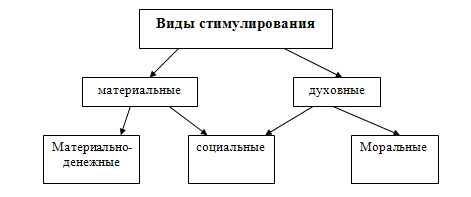 Виды стимулирования
материальные
духовные
Материально-
денежные
социальные
Моральные